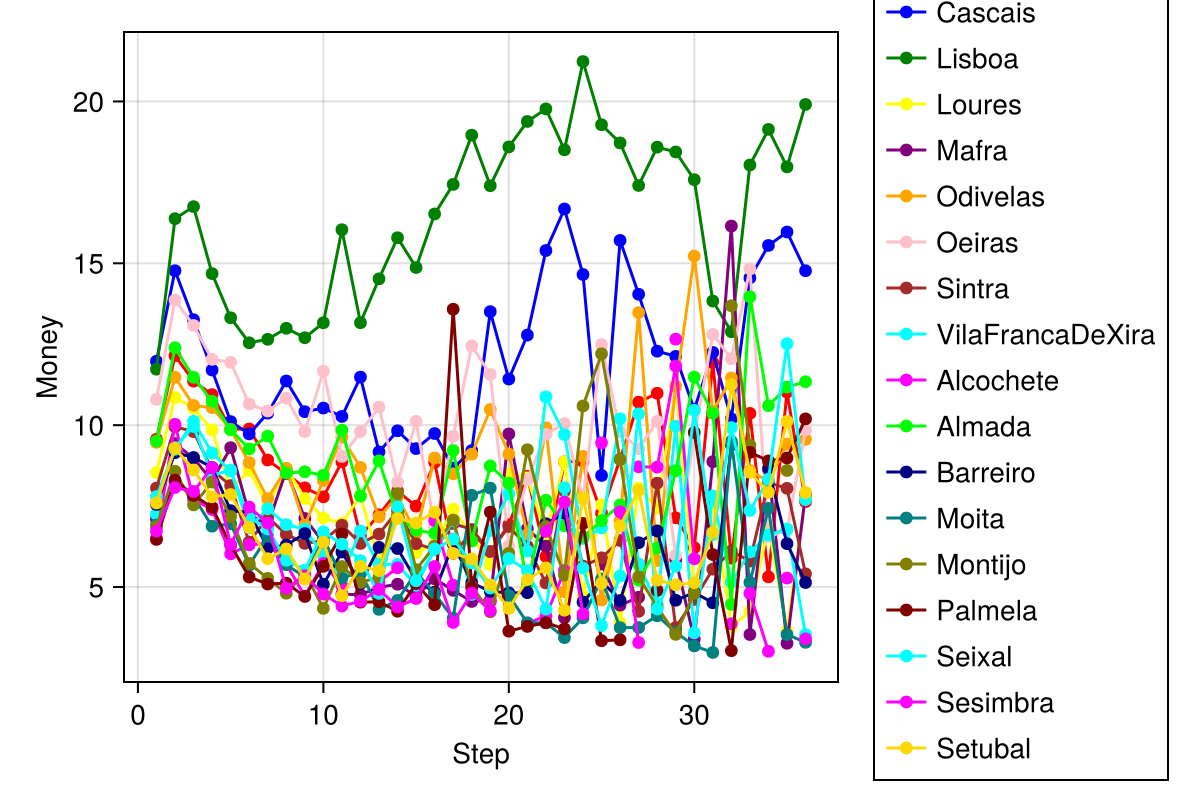 20
15
10
5
Money
0
10
20
30
Step
Cascais
Lisboa
Loures
Mafra
Odivelas
Oeiras
Sintra
VilaFrancaDeXira
Alcochete
Almada
Barreiro
Moita
Montijo
Palmela
Seixal
Sesimbra
Setubal